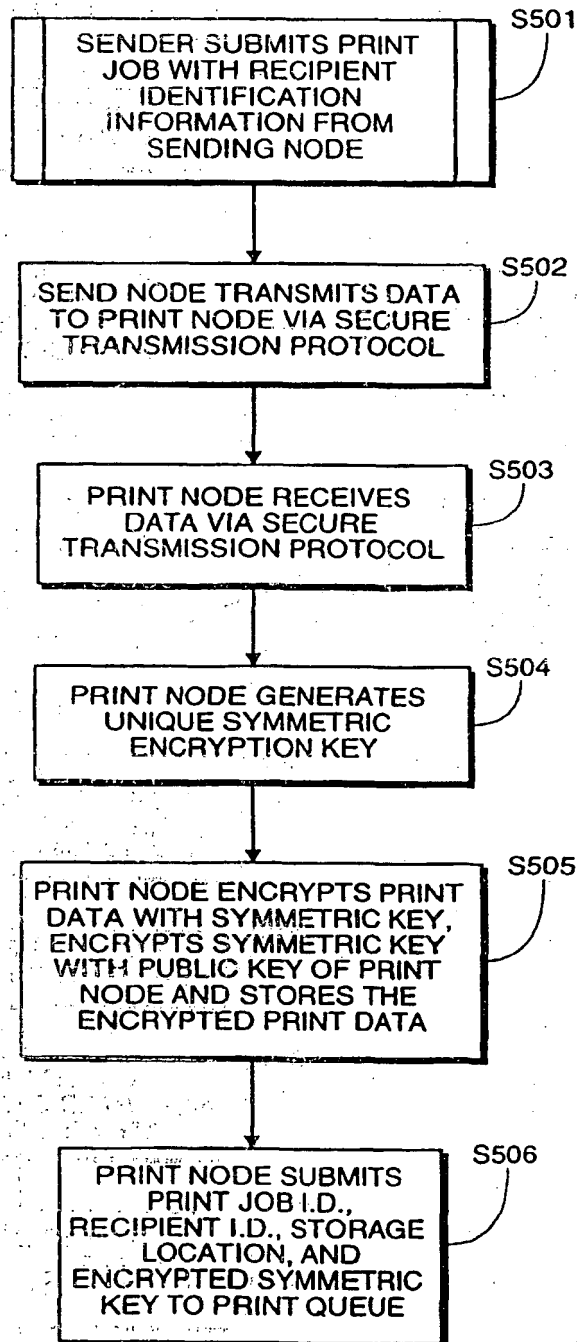 S501
SENDER SUBMITS PRINT
JOB WITH RECIPIENT
IDENTIFICATION
INFORMATION FROM
SENDING NODE
S502
SEND NODE TRANSMITS DATA
TO PRINT NODE VIA SECURE
TRANSMISSION PROTOCOL
S503
PRINT NODE RECEIVES
DATA VIA SECURE
TRANSMISSION PROTOCOL
S504
PRINT NODE GENERATES
UNIQUE SYMMETRIC
ENCRYPTION KEY
S505
PRINT NODE ENCRYPTS PRINT
DATA WITH SYMMETRIC KEY,
ENCRYPTS SYMMETRIC KEY
WITH PUBLIC KEY OF PRINT
NODE AND STORES THE
ENCRYPTED PRINT DATA
S506
PRINT NODE SUBMITS
PRINT JOB I.D.,
RECIPIENT I.D., STORAGE
LOCATION, AND
ENCRYPTED SYMMETRIC
KEY TO PRINT QUEUE